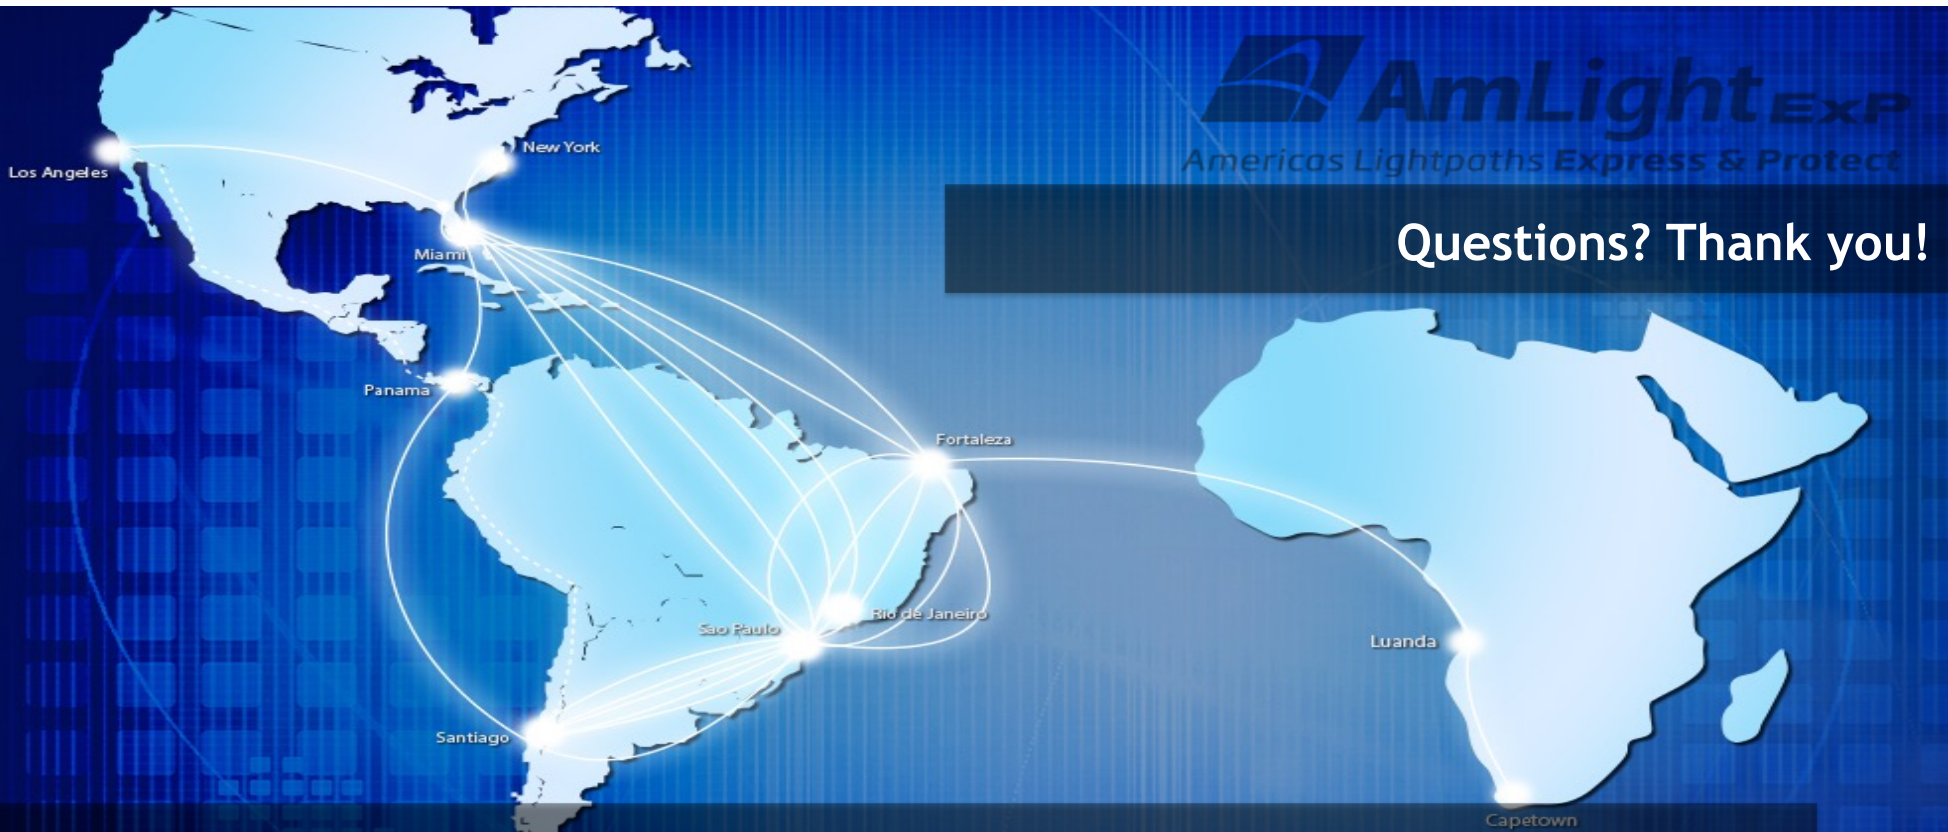 AmLight ExP
Americas Lightpaths Express & Protect
Questions? Thank you!
New York
Los Angeles
Miami
Panama
Fortaleza
Rio de Janeiro
Sao Paulo
Luanda
Santiago
Capetown